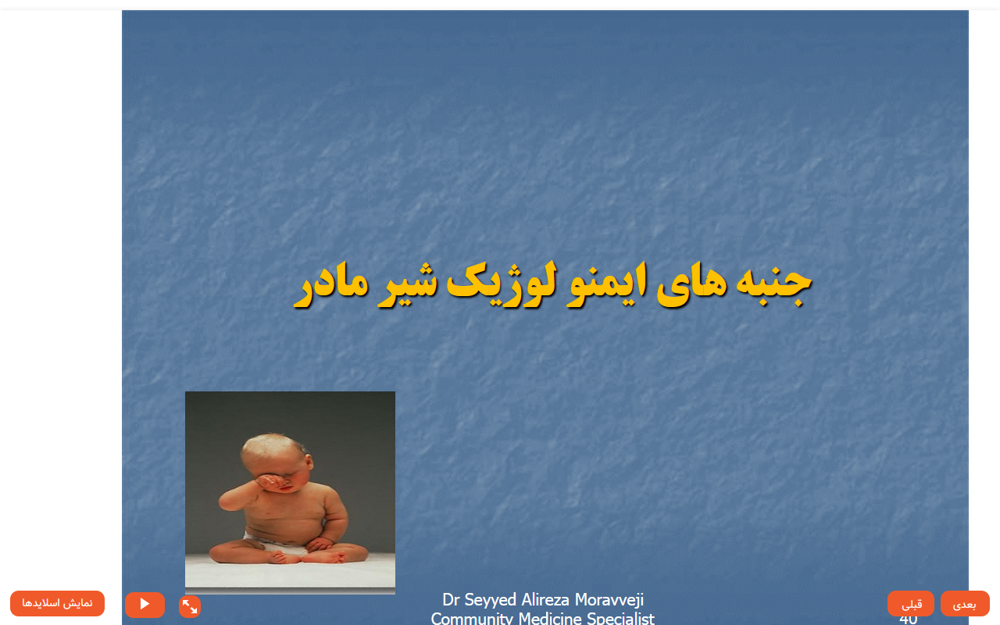 جنبه های ایمنو لوژیک شیر مادر
Dr Seyyed Alireza Moravveji
Community Medicine Specialist
40
بعدی
قبلی
نمایش اسلایدها